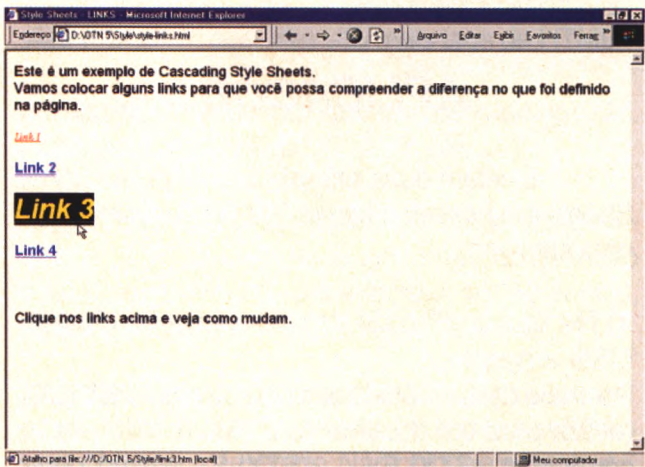 Style Sheets - LINKS - Microsoft Internet Explorer
Endereço D:\OTN 5\Style\style-links.html Arquivo Editar Exibir Favoritos Ferrag
Este é um exemplo de Cascading Style Sheets.
Vamos colocar alguns links para que você possa compreender a diferença no que foi definido
na página.
Link 1
Link 2
Link 3
Link 4
Clique nos links acima e veja como mudam.
Atalho para file:///D:/OTN 5/Style/link3.htm (local) Meu computador